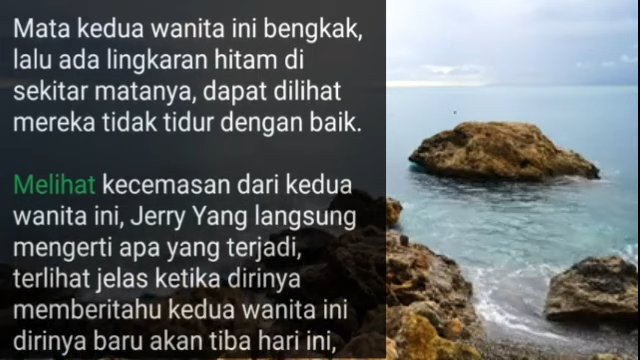 Mata kedua wanita ini bengkak,
lalu ada lingkaran hitam di
sekitar matanya, dapat dilihat
mereka tidak tidur dengan baik.
Melihat kecemasan dari kedua
wanita ini, Jerry Yang langsung
mengerti apa yang terjadi,
terlihat jelas ketika dirinya
memberitahu kedua wanita ini
dirinya baru akan tiba hari ini,